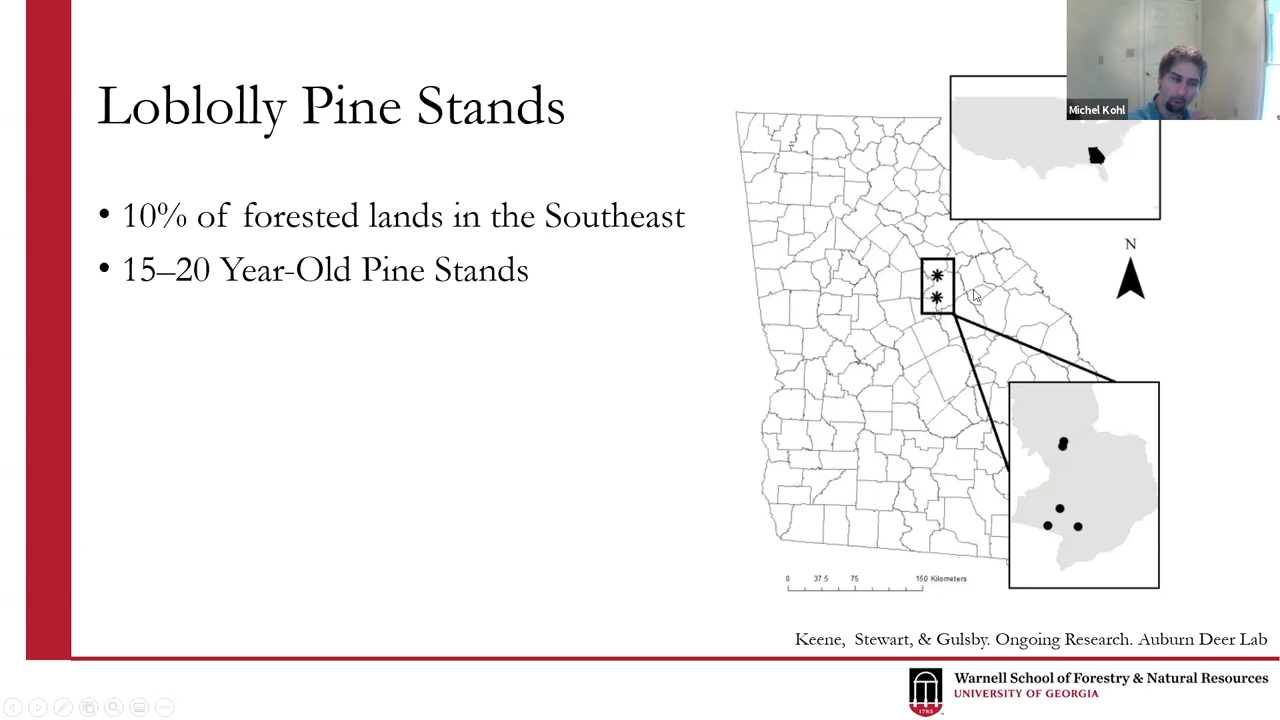 Michel Kohl
Loblolly Pine Stands
• 10% of forested lands in the Southeast
• 15–20 Year-Old Pine Stands
N
0 37.5 75 150 Kilometers
Keene, Stewart, & Gulsby. Ongoing Research. Auburn Deer Lab
1785
Warnell School of Forestry & Natural Resources
UNIVERSITY OF GEORGIA